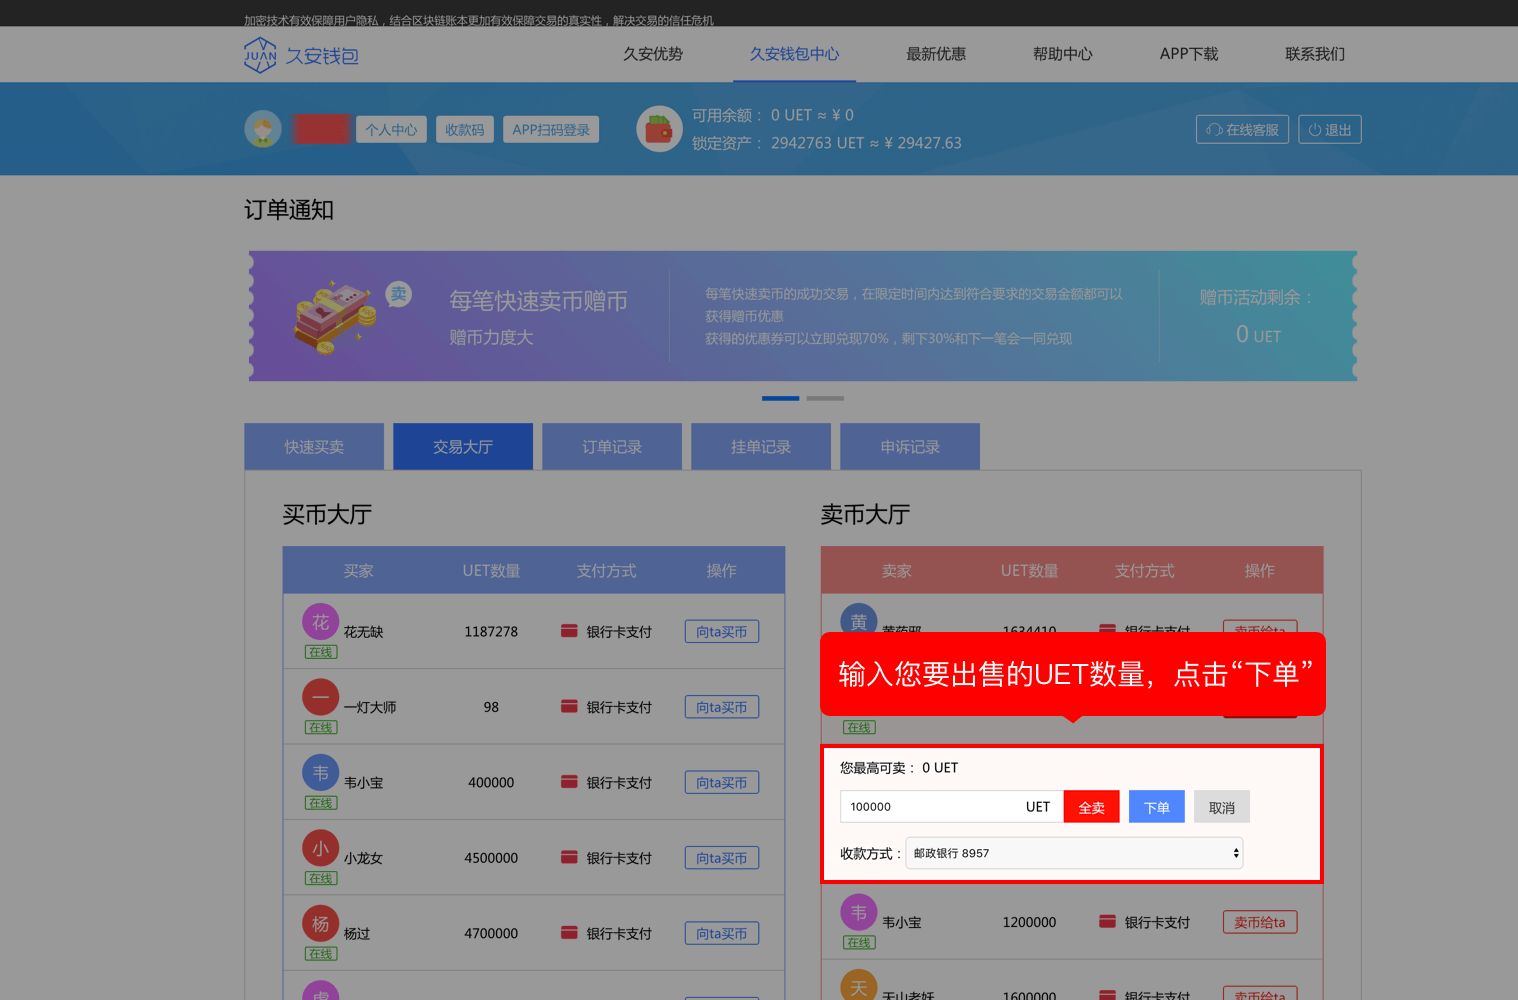 加密技术有效保障用户隐私，结合区块链账本更加有效保障交易的真实性，解决交易的信任危机
JUAN 久安钱包 久安优势 久安钱包中心 最新优惠 帮助中心 APP下载 联系我们
个人中心 收款码 APP扫码登录
可用余额： 0 UET ≈ ¥ 0
锁定资产： 2942763 UET ≈ ¥ 29427.63
在线客服 退出
订单通知
卖
每笔快速卖币赠币
赠币力度大
每笔快速卖币的成功交易，在限定时间内达到符合要求的交易金额都可以
获得赠币优惠
获得的优惠券可以立即兑现70%，剩下30%和下一笔会一同兑现
赠币活动剩余：
0 UET
快速买卖 交易大厅 订单记录 挂单记录 申诉记录
买币大厅
买家 UET数量 支付方式 操作
花 花无缺 1187278 银行卡支付 向ta买币
在线
一 一灯大师 98 银行卡支付 向ta买币
在线
韦 韦小宝 400000 银行卡支付 向ta买币
在线
小 小龙女 4500000 银行卡支付 向ta买币
在线
杨 杨过 4700000 银行卡支付 向ta买币
在线
虚
卖币大厅
卖家 UET数量 支付方式 操作
黄 黄药邪 1634410 银行卡支付 卖币给ta
输入您要出售的UET数量，点击“下单”
在线
您最高可卖： 0 UET
100000 UET 全卖 下单 取消
收款方式： 邮政银行 8957
韦 韦小宝 1200000 银行卡支付 卖币给ta
在线
天 天山老妖 1600000 银行卡支付 卖币给ta